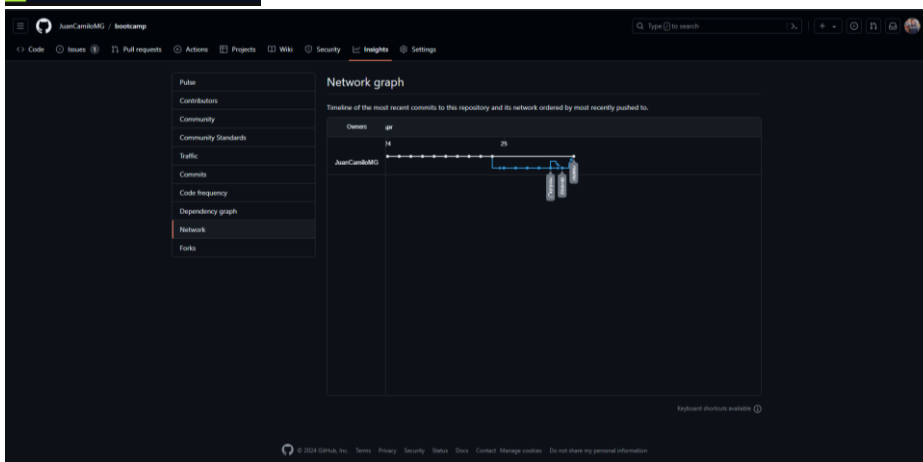 JuanCamiloMG / bootcamp
Type / to search
Code Issues 1 Pull requests Actions Projects Wiki Security Insights Settings
Pulse
Contributors
Community
Community Standards
Traffic
Commits
Code frequency
Dependency graph
Network
Forks
Network graph
Timeline of the most recent commits to this repository and its network ordered by most recently pushed to.
Owners
24 25
JuanCamiloMG
Keyboard shortcuts available
© 2024 GitHub, Inc. Terms Privacy Security Status Docs Contact Manage cookies Do not share my personal information